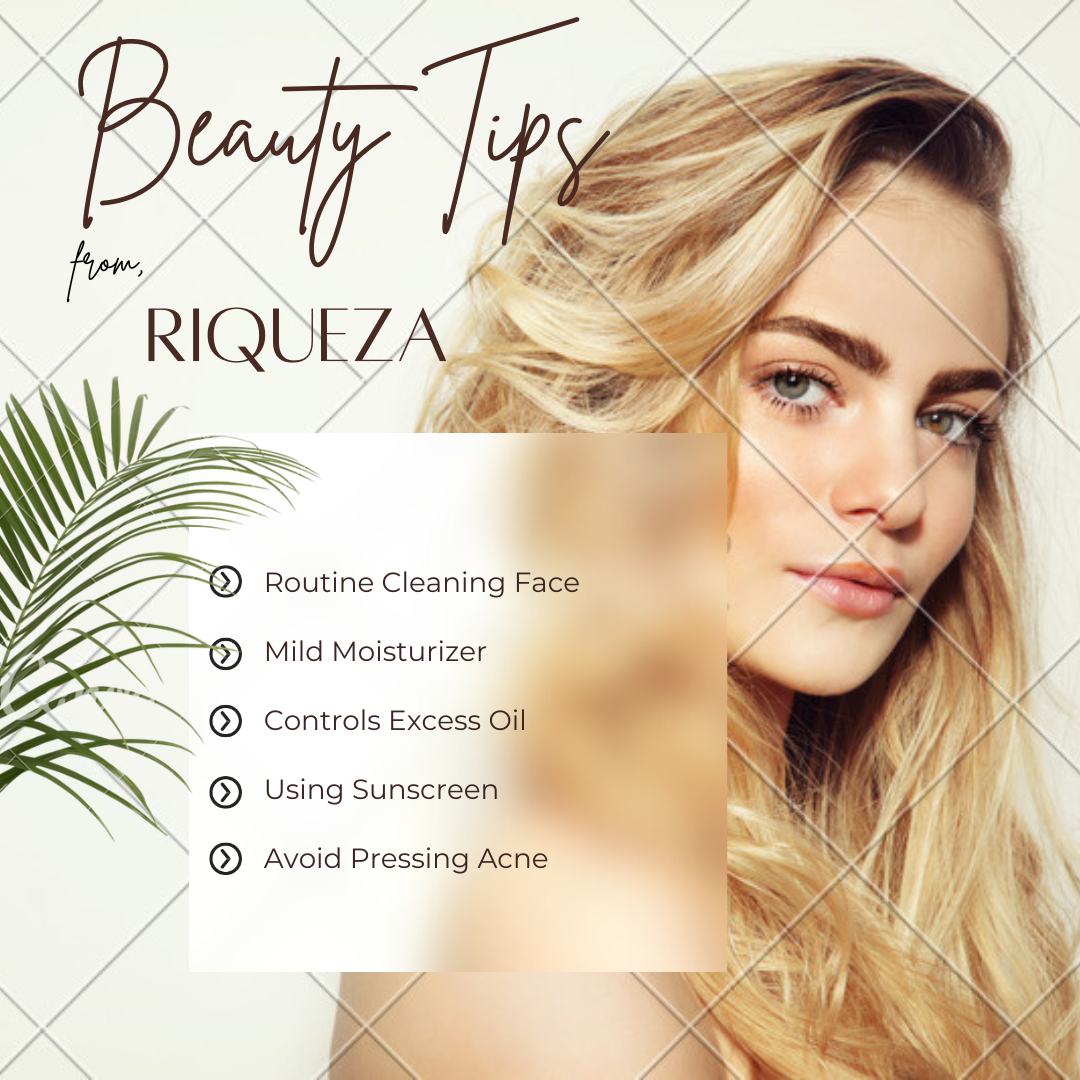 Beauty Tips
from,
RIQUEZA
Routine Cleaning Face
Mild Moisturizer
Controls Excess Oil
Using Sunscreen
Avoid Pressing Acne